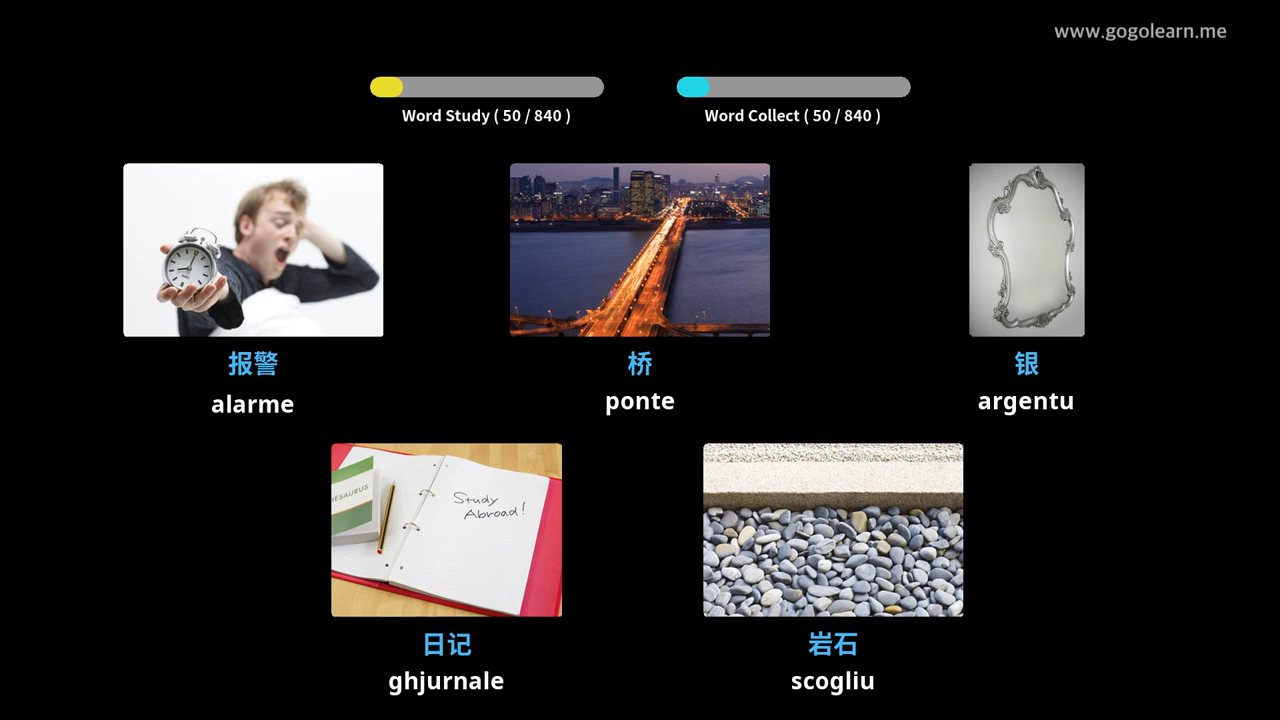 www.gogolearn.me
Word Study ( 50 / 840 )
Word Collect ( 50 / 840 )
报警
alarme
桥
ponte
银
argentu
HESAURUS
Study
Abroad!
日记
ghjurnale
岩石
scogliu